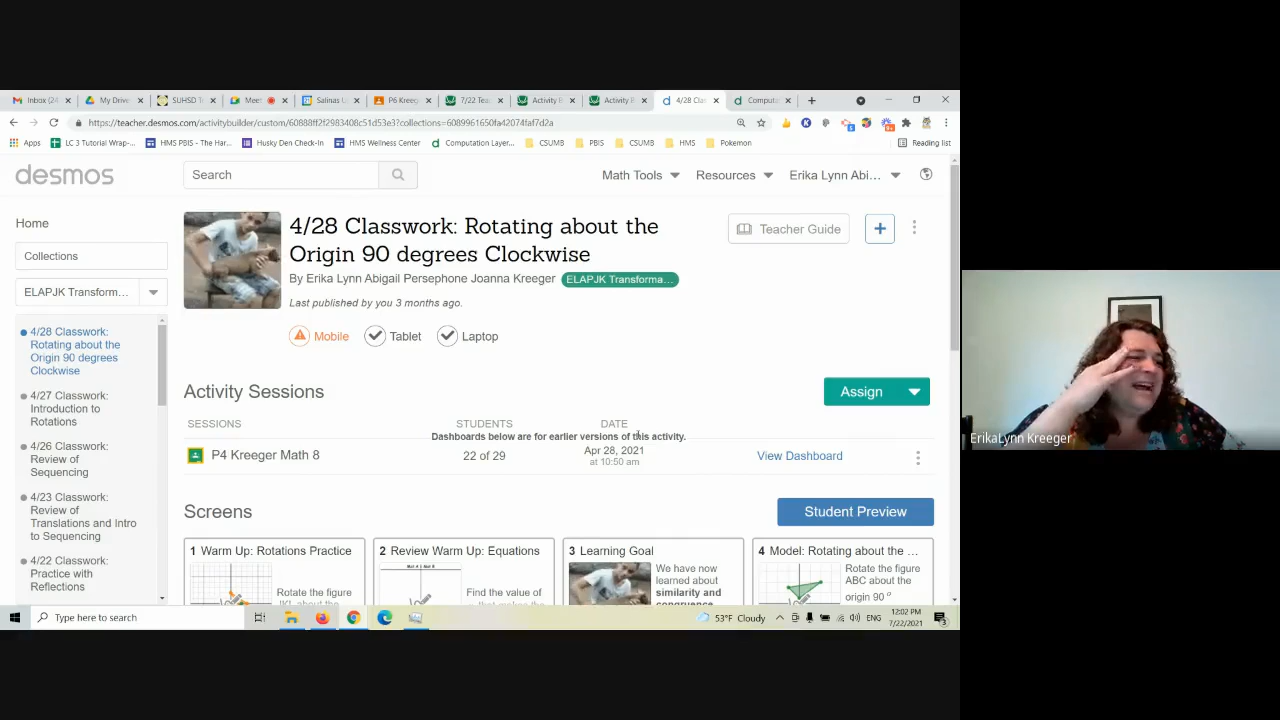 Inbox (24
My Drive
SUHSD T
Meet
Salinas U
P6 Kreeg
7/22 Tea
Activity B
Activity B
4/28 Clas
Computa
https://teacher.desmos.com/activitybuilder/custom/60888ff2f2983408c51d53e3?collections=6089961650fa42074faf7d2a
Apps
LC 3 Tutorial Wrap-...
HMS PBIS - The Har...
Husky Den Check-In
HMS Wellness Center
Computation Layer...
CSUMB
PBIS
CSUMB
HMS
Pokemon
Reading list
desmos
Search
Math Tools
Resources
Erika Lynn Abi...
Home
Collections
ELAPJK Transform...
4/28 Classwork:
Rotating about the
Origin 90 degrees
Clockwise
4/27 Classwork:
Introduction to
Rotations
4/26 Classwork:
Review of
Sequencing
4/23 Classwork:
Review of
Translations and Intro
to Sequencing
4/22 Classwork:
Practice with
Reflections
4/28 Classwork: Rotating about the
Origin 90 degrees Clockwise
Teacher Guide
By Erika Lynn Abigail Persephone Joanna Kreeger
ELAPJK Transforma...
Last published by you 3 months ago.
Mobile
Tablet
Laptop
Activity Sessions
Assign
SESSIONS
STUDENTS
DATE
Dashboards below are for earlier versions of this activity.
P4 Kreeger Math 8
22 of 29
Apr 28, 2021
at 10:50 am
View Dashboard
Screens
Student Preview
1 Warm Up: Rotations Practice
Rotate the figure
2 Review Warm Up: Equations
Find the value of
3 Learning Goal
We have now
learned about
similarity and
congruence
4 Model: Rotating about the ...
Rotate the figure
ABC about the
origin 90 °
Type here to search
53°F Cloudy
ENG
12:02 PM
7/22/2021
3
ErikaLynn Kreeger